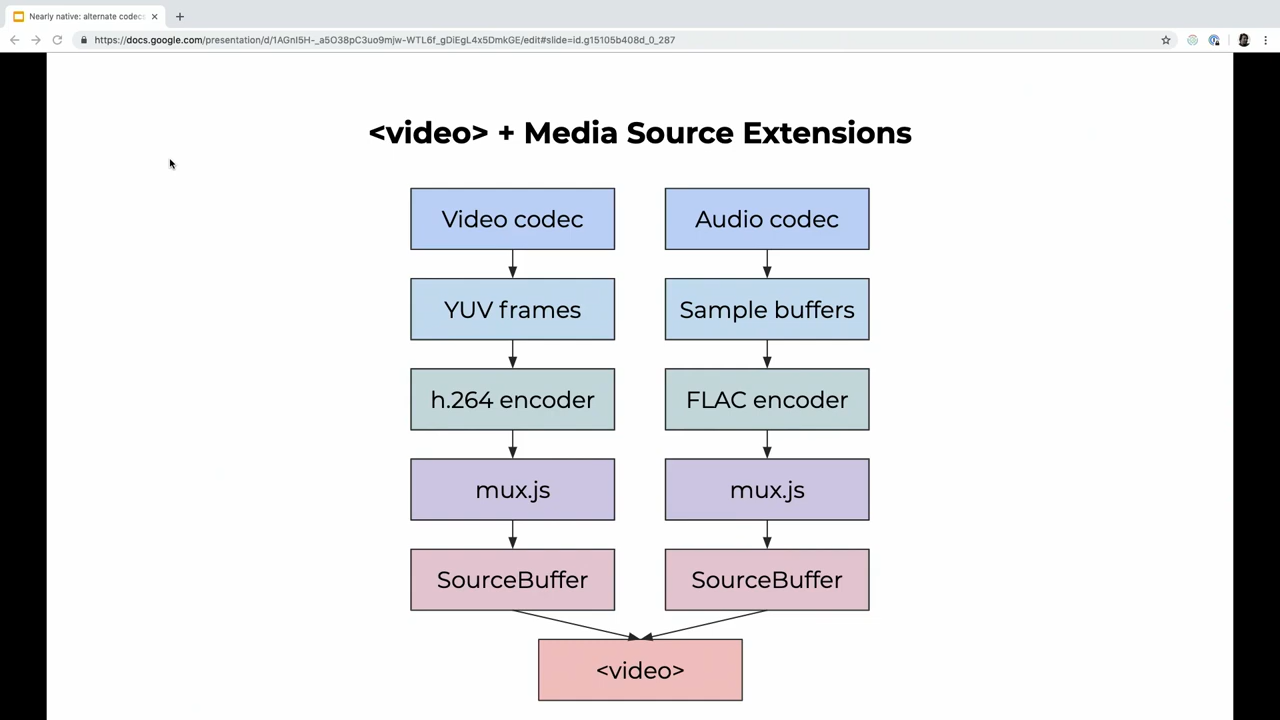 Nearly native: alternate codecs
https://docs.google.com/presentation/d/1AGnI5H-_a5O38pC3uo9mjw-WTL6f_gDiEgL4x5DmkGE/edit#slide=id.g15105b408d_0_287
<video> + Media Source Extensions
Video codec
Audio codec
YUV frames
Sample buffers
h.264 encoder
FLAC encoder
mux.js
mux.js
SourceBuffer
SourceBuffer
<video>